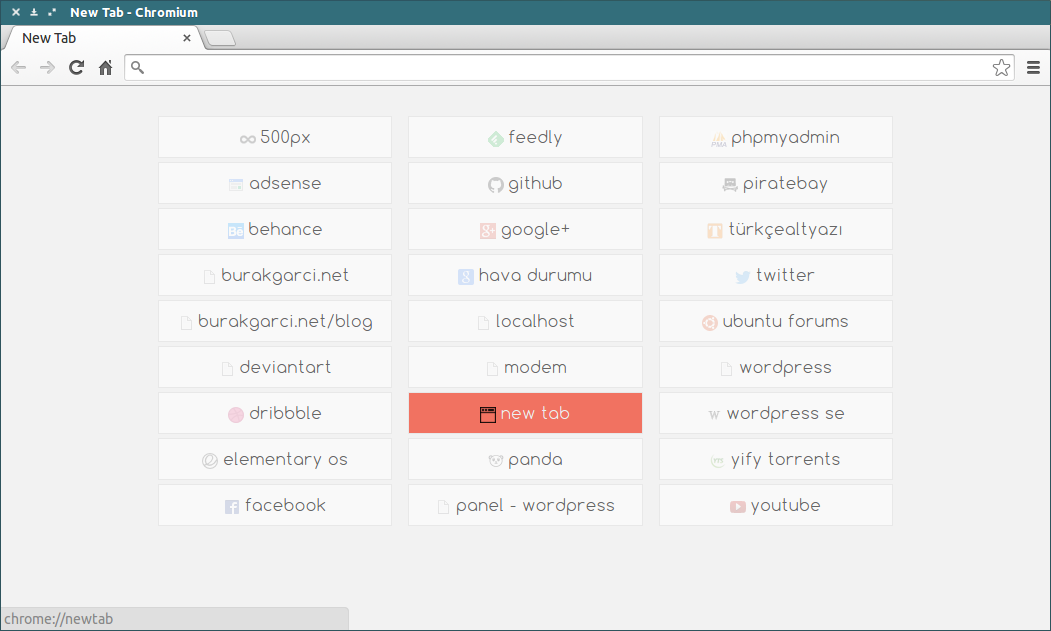 New Tab - Chromium
New Tab
500px
feedly
phpmyadmin
adsense
github
piratebay
Bē behance
g+ google+
türkçealtyazı
burakgarci.net
g hava durumu
twitter
burakgarci.net/blog
localhost
ubuntu forums
deviantart
modem
wordpress
dribbble
new tab
W wordpress se
elementary os
panda
yify torrents
f facebook
panel - wordpress
youtube
chrome://newtab